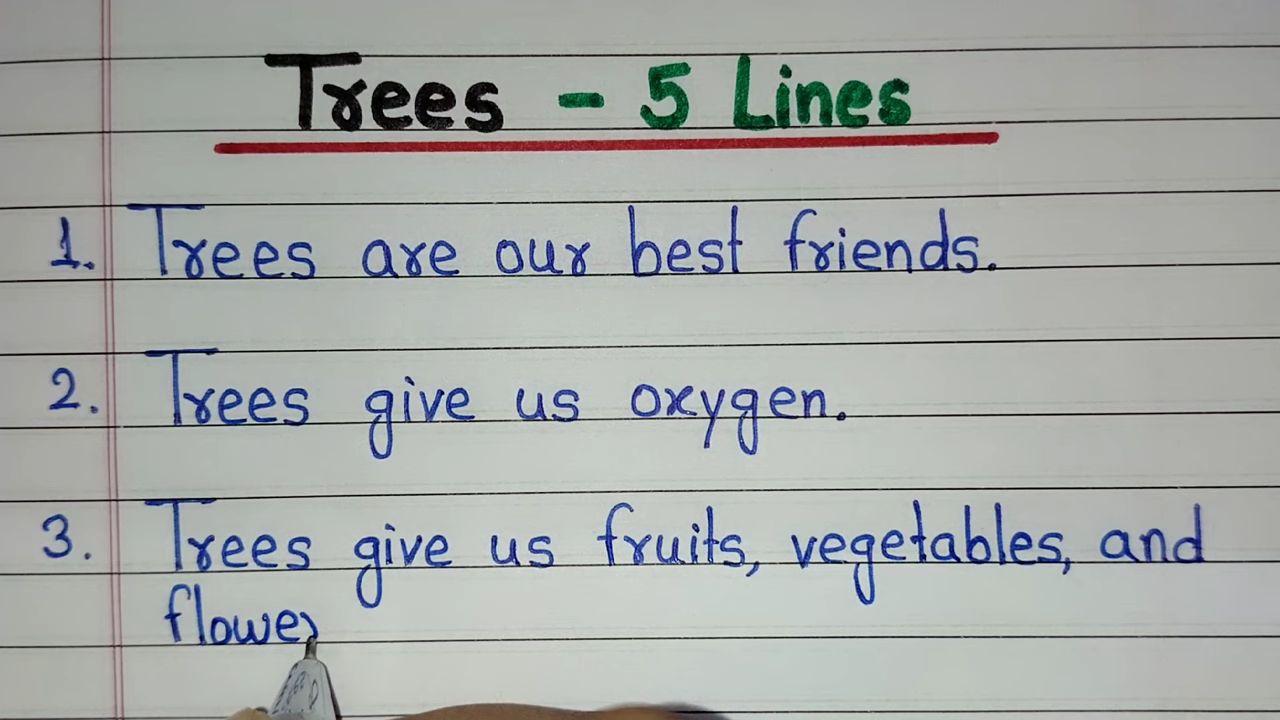 Trees - 5 Lines
1. Trees are our best friends.
2. Trees give us oxygen.
3. Trees give us fruits, vegetables, and
flower